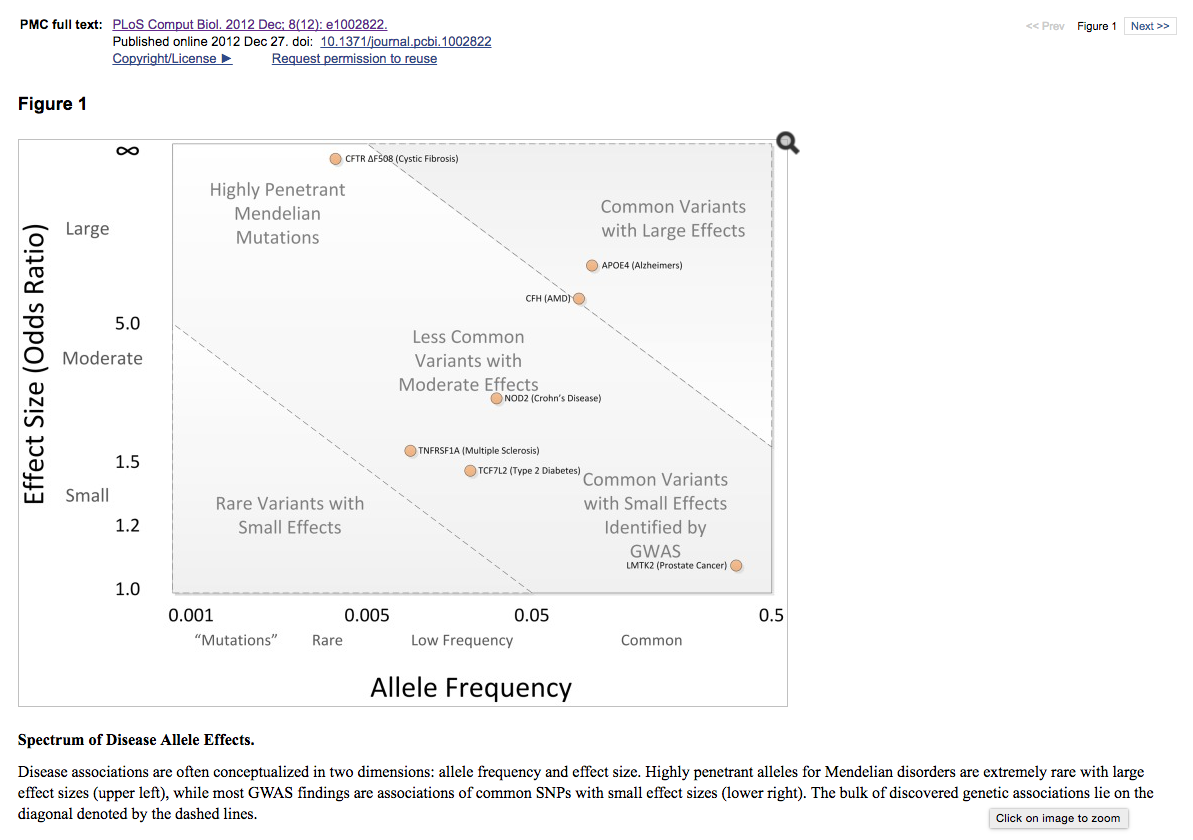 PMC full text: PLoS Comput Biol. 2012 Dec; 8(12): e1002822.
Published online 2012 Dec 27. doi: 10.1371/journal.pcbi.1002822
Copyright/License ▶ Request permission to reuse
<< Prev Figure 1 Next >>
Figure 1
∞
CFTR ΔF508 (Cystic Fibrosis)
Highly Penetrant
Mendelian
Mutations
Common Variants
with Large Effects
Large
APOE4 (Alzheimers)
CFH (AMD)
5.0
Less Common
Variants with
Moderate Effects
Moderate
NOD2 (Crohn's Disease)
Effect Size (Odds Ratio)
TNFRSF1A (Multiple Sclerosis)
1.5
TCF7L2 (Type 2 Diabetes)
Common Variants
with Small Effects
Identified by
GWAS
Small
Rare Variants with
Small Effects
1.2
LMTK2 (Prostate Cancer)
1.0
0.001 0.005 0.05 0.5
“Mutations” Rare Low Frequency Common
Allele Frequency
Spectrum of Disease Allele Effects.
Disease associations are often conceptualized in two dimensions: allele frequency and effect size. Highly penetrant alleles for Mendelian disorders are extremely rare with large
effect sizes (upper left), while most GWAS findings are associations of common SNPs with small effect sizes (lower right). The bulk of discovered genetic associations lie on the
diagonal denoted by the dashed lines.
Click on image to zoom